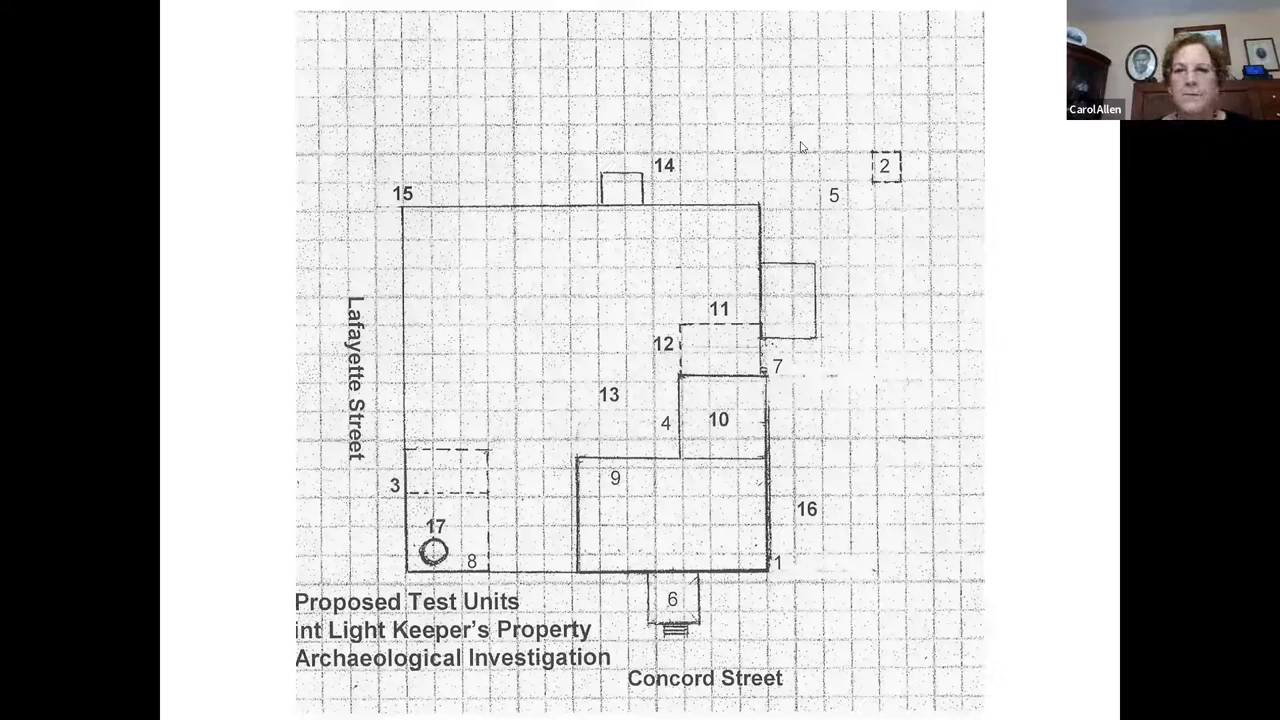 CarolAllen
14
2
15
5
Lafayette Street
11
12
7
13
4
10
9
3
16
17
8
1
6
Proposed Test Units
int Light Keeper's Property
Archaeological Investigation
Concord Street